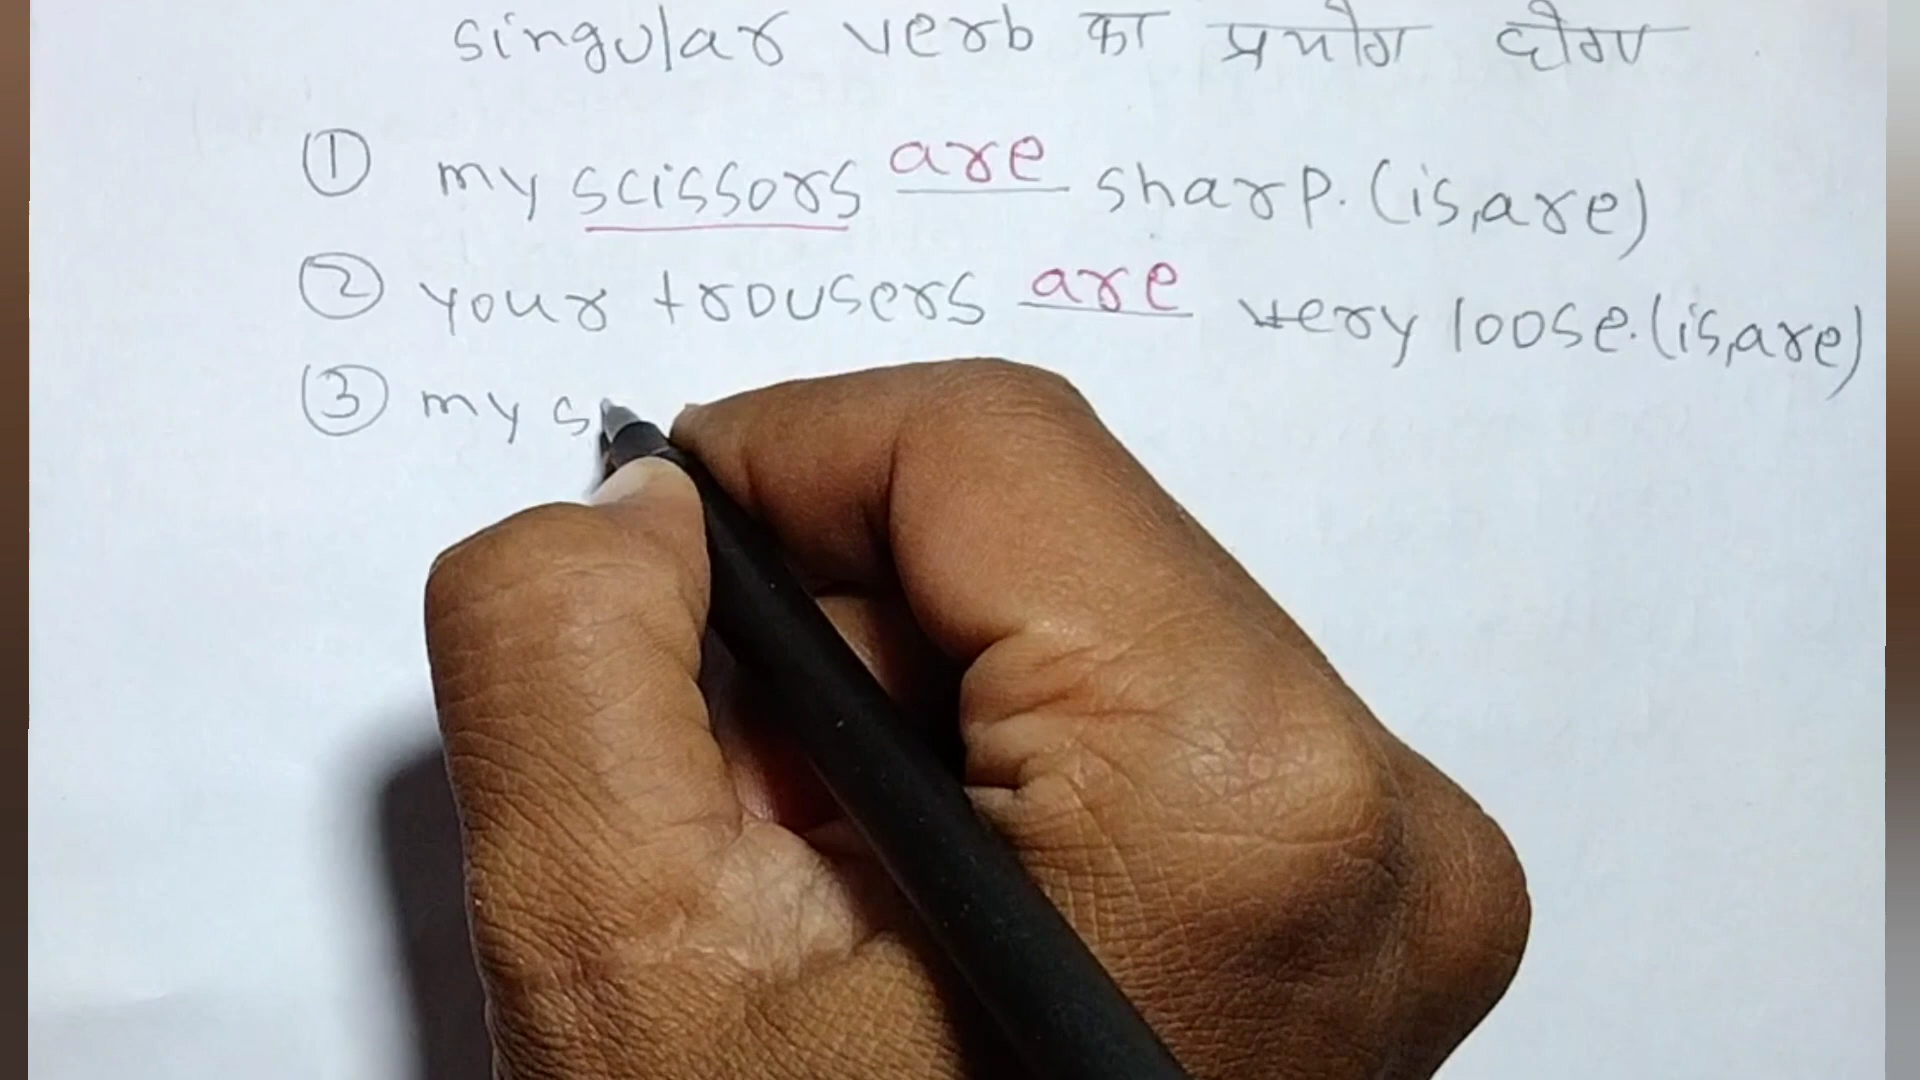 singular verb का प्रयोग होगा
① my scissors are sharp. (is, are)
② your trousers are very loose. (is, are)
③ my s